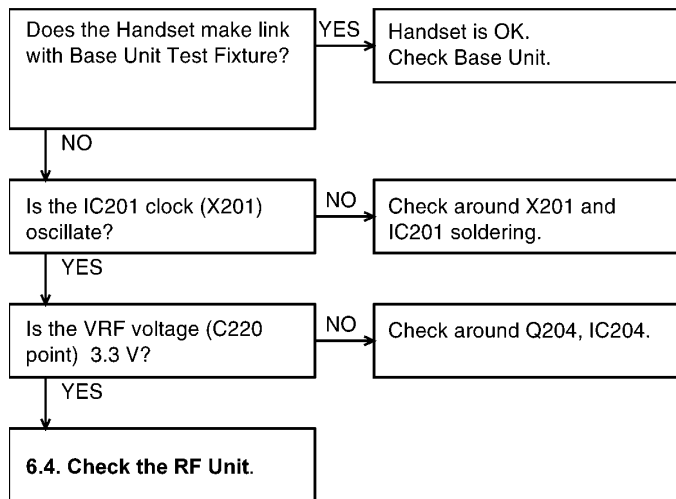 Does the Handset make link
with Base Unit Test Fixture?
YES
Handset is OK.
Check Base Unit.
NO
Is the IC201 clock (X201)
oscillate?
NO
Check around X201 and
IC201 soldering.
YES
Is the VRF voltage (C220
point)  3.3 V?
NO
Check around Q204, IC204.
YES
6.4. Check the RF Unit.